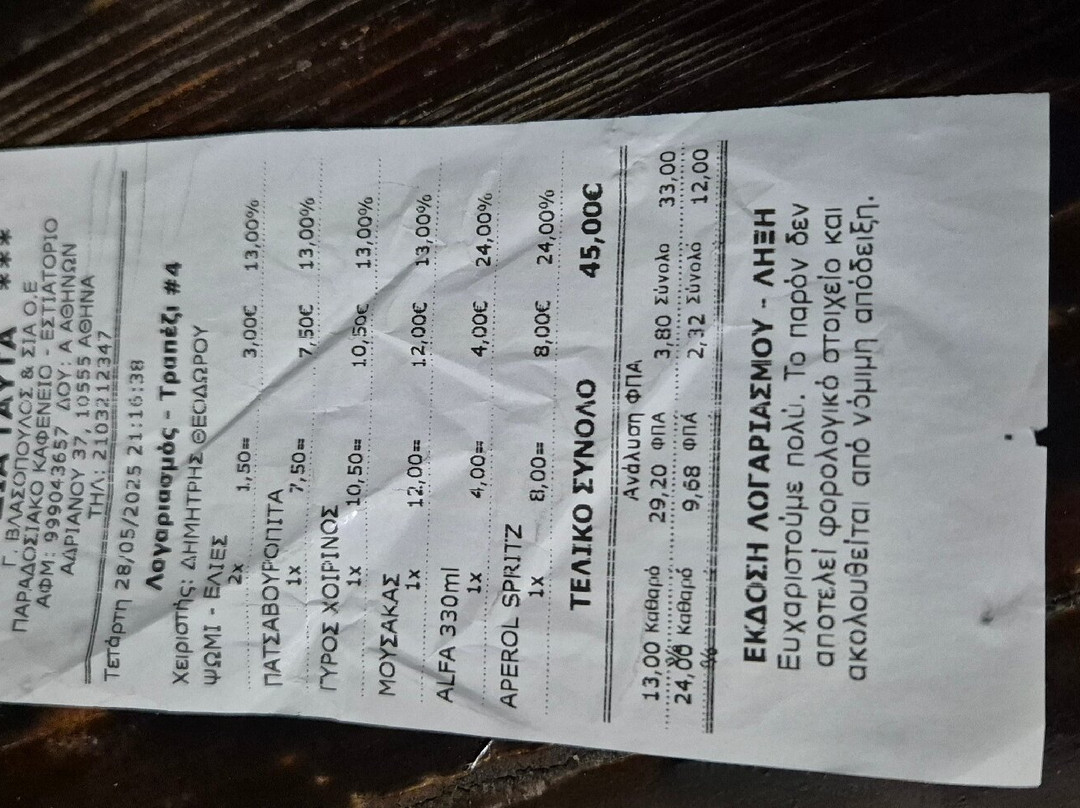 ΤΑΥΤΑ ***
Γ. ΒΛΑΣΟΠΟΥΛΟΣ & ΣΙΑ Ο.Ε
ΠΑΡΑΔΟΣΙΑΚΟ ΚΑΦΕΝΕΙΟ - ΕΣΤΙΑΤΟΡΙΟ
ΑΦΜ: 999043657 ΔΟΥ: Α ΑΘΗΝΩΝ
ΑΔΡΙΑΝΟΥ 37, 10555 ΑΘΗΝΑ
ΤΗΛ: 2103212347
Τετάρτη 28/05/2025 21:16:38
Λογαριασμός - Τραπέζι #4
Χειριστής: ΔΗΜΗΤΡΗΣ ΘΕΟΔΩΡΟΥ
ΨΩΜΙ - ΕΛΙΕΣ
2x 1,50= 3,00€ 13,00%
ΠΑΤΣΑΒΟΥΡΟΠΙΤΑ
1x 7,50= 7,50€ 13,00%
ΓΥΡΟΣ ΧΟΙΡΙΝΟΣ
1x 10,50= 10,50€ 13,00%
ΜΟΥΣΑΚΑΣ
1x 12,00= 12,00€ 13,00%
ALFA 330ml
1x 4,00= 4,00€ 24,00%
APEROL SPRITZ
1x 8,00= 8,00€ 24,00%
ΤΕΛΙΚΟ ΣΥΝΟΛΟ 45,00€
Ανάλυση ΦΠΑ
13,00 Καθαρό 29,20 ΦΠΑ 3,80 Σύνολο 33,00
%
24,00 Καθαρό 9,68 ΦΠΑ 2,32 Σύνολο 12,00
%
ΕΚΔΟΣΗ ΛΟΓΑΡΙΑΣΜΟΥ - ΛΗΞΗ
Ευχαριστούμε πολύ. Το παρόν δεν
αποτελεί φορολογικό στοιχείο και
ακολουθείται από νόμιμη απόδειξη.